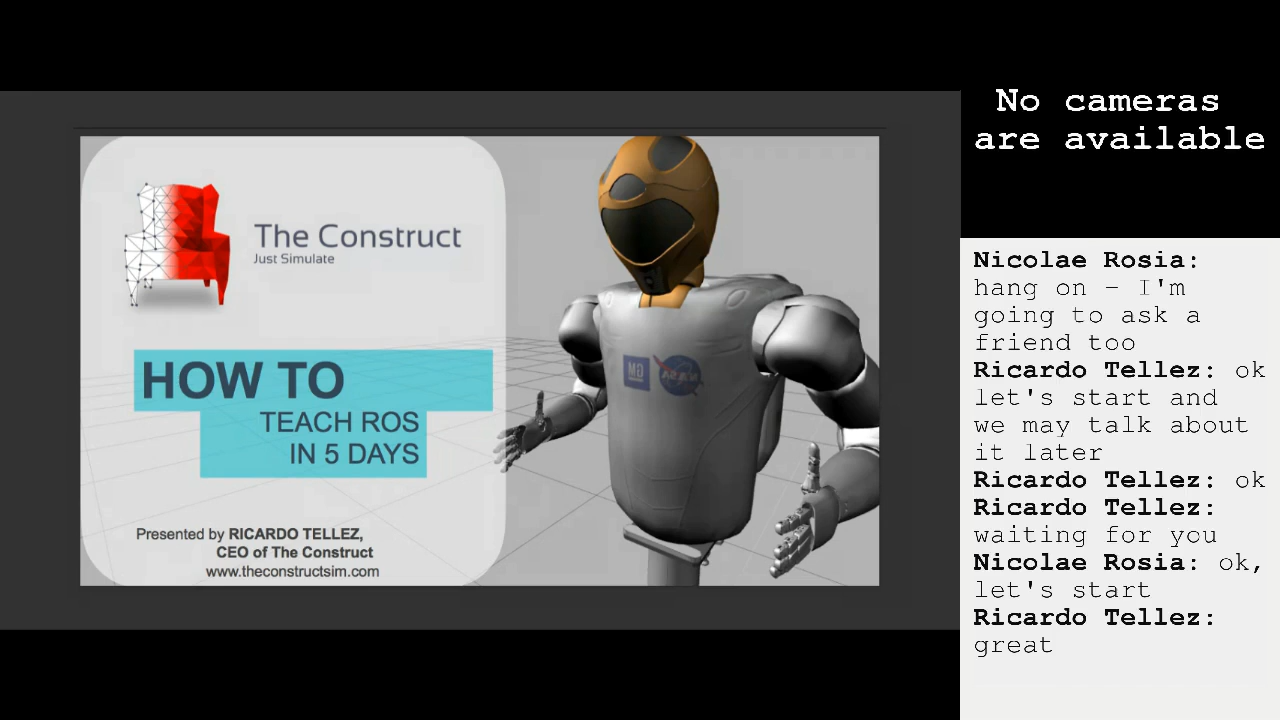 The Construct
Just Simulate
HOW TO
TEACH ROS
IN 5 DAYS
Presented by RICARDO TELLEZ,
CEO of The Construct
www.theconstructsim.com
GM
NASA
No cameras
are available
Nicolae Rosia:
hang on - I'm
going to ask a
friend too
Ricardo Tellez: ok
let's start and
we may talk about
it later
Ricardo Tellez: ok
Ricardo Tellez:
waiting for you
Nicolae Rosia: ok,
let's start
Ricardo Tellez:
great